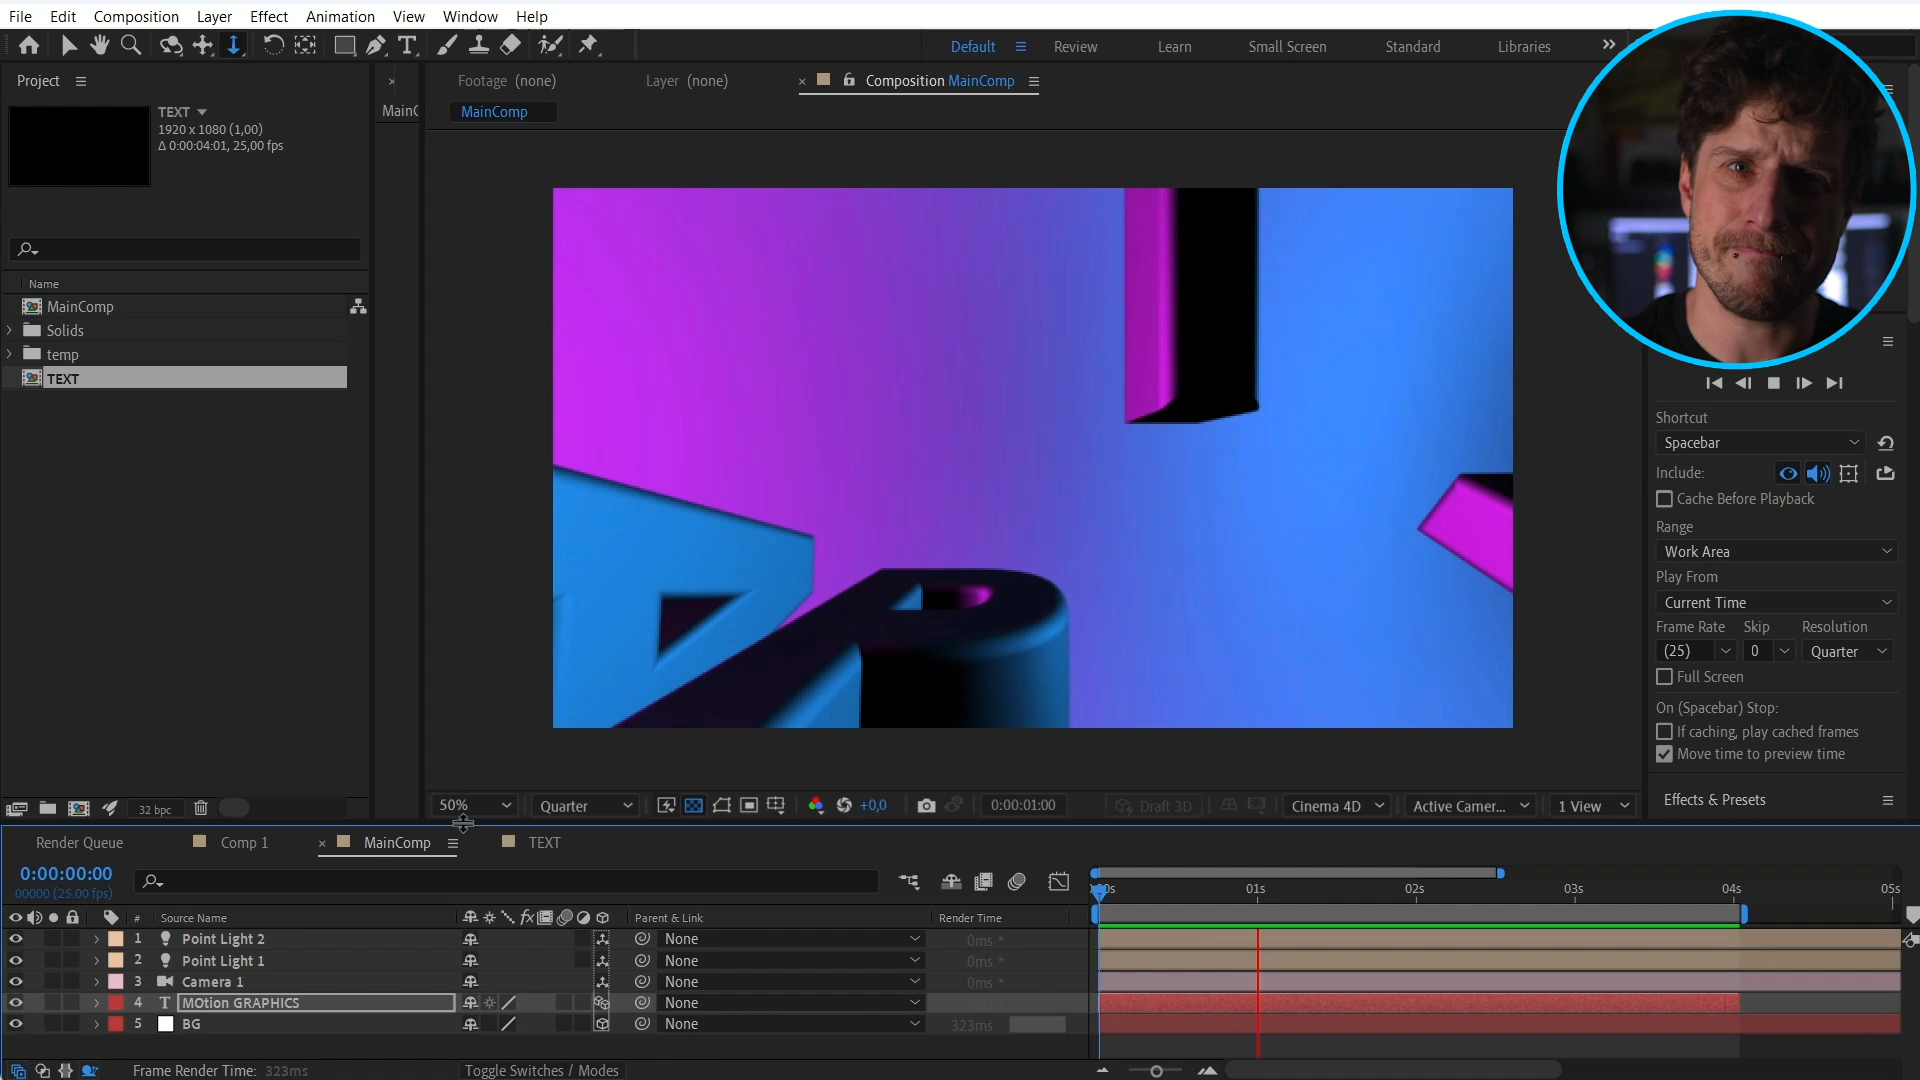 File Edit Composition Layer Effect Animation View Window Help
Default Review Learn Small Screen Standard Libraries
Project
TEXT
1920 x 1080 (1,00)
Δ 0:00:04:01, 25,00 fps
Name
MainComp
Solids
temp
TEXT
32 bpc
MainC
Footage (none) Layer (none) Composition MainComp
MainComp
50% Quarter +0,0 0:00:01:00 Draft 3D Cinema 4D Active Camer... 1 View
Shortcut
Spacebar
Include:
Cache Before Playback
Range
Work Area
Play From
Current Time
Frame Rate Skip Resolution
(25) 0 Quarter
Full Screen
On (Spacebar) Stop:
If caching, play cached frames
Move time to preview time
Effects & Presets
Render Queue Comp 1 MainComp TEXT
0:00:00:00
00000 (25.00 fps)
01s 02s 03s 04s 05s
# Source Name fx Parent & Link Render Time
1 Point Light 2 None 0ms *
2 Point Light 1 None 0ms *
3 Camera 1 None 0ms *
4 T MOtion GRAPHICS None
5 BG None 323ms
Frame Render Time: 323ms Toggle Switches / Modes